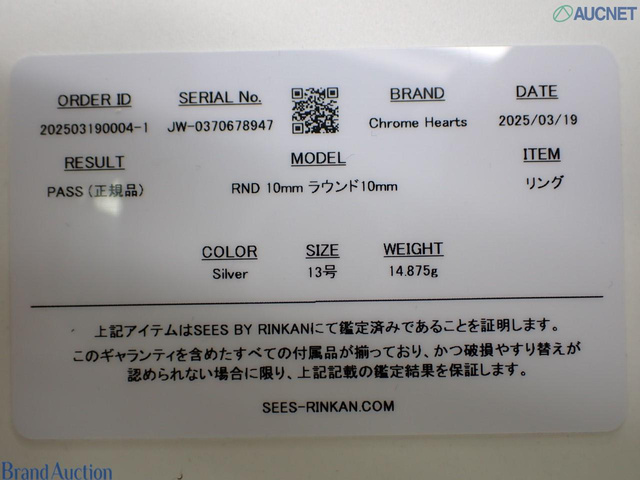 AUCNET
ORDER ID
202503190004-1
SERIAL No.
JW-0370678947
BRAND
Chrome Hearts
DATE
2025/03/19
RESULT
PASS (正規品)
MODEL
RND 10mm ラウンド10mm
ITEM
リング
COLOR
Silver
SIZE
13号
WEIGHT
14.875g
上記アイテムはSEES BY RINKANにて鑑定済みであることを証明します。
このギャランティを含めたすべての付属品が揃っており、かつ破損やすり替えが
認められない場合に限り、上記記載の鑑定結果を保証します。
SEES-RINKAN.COM
BrandAuction